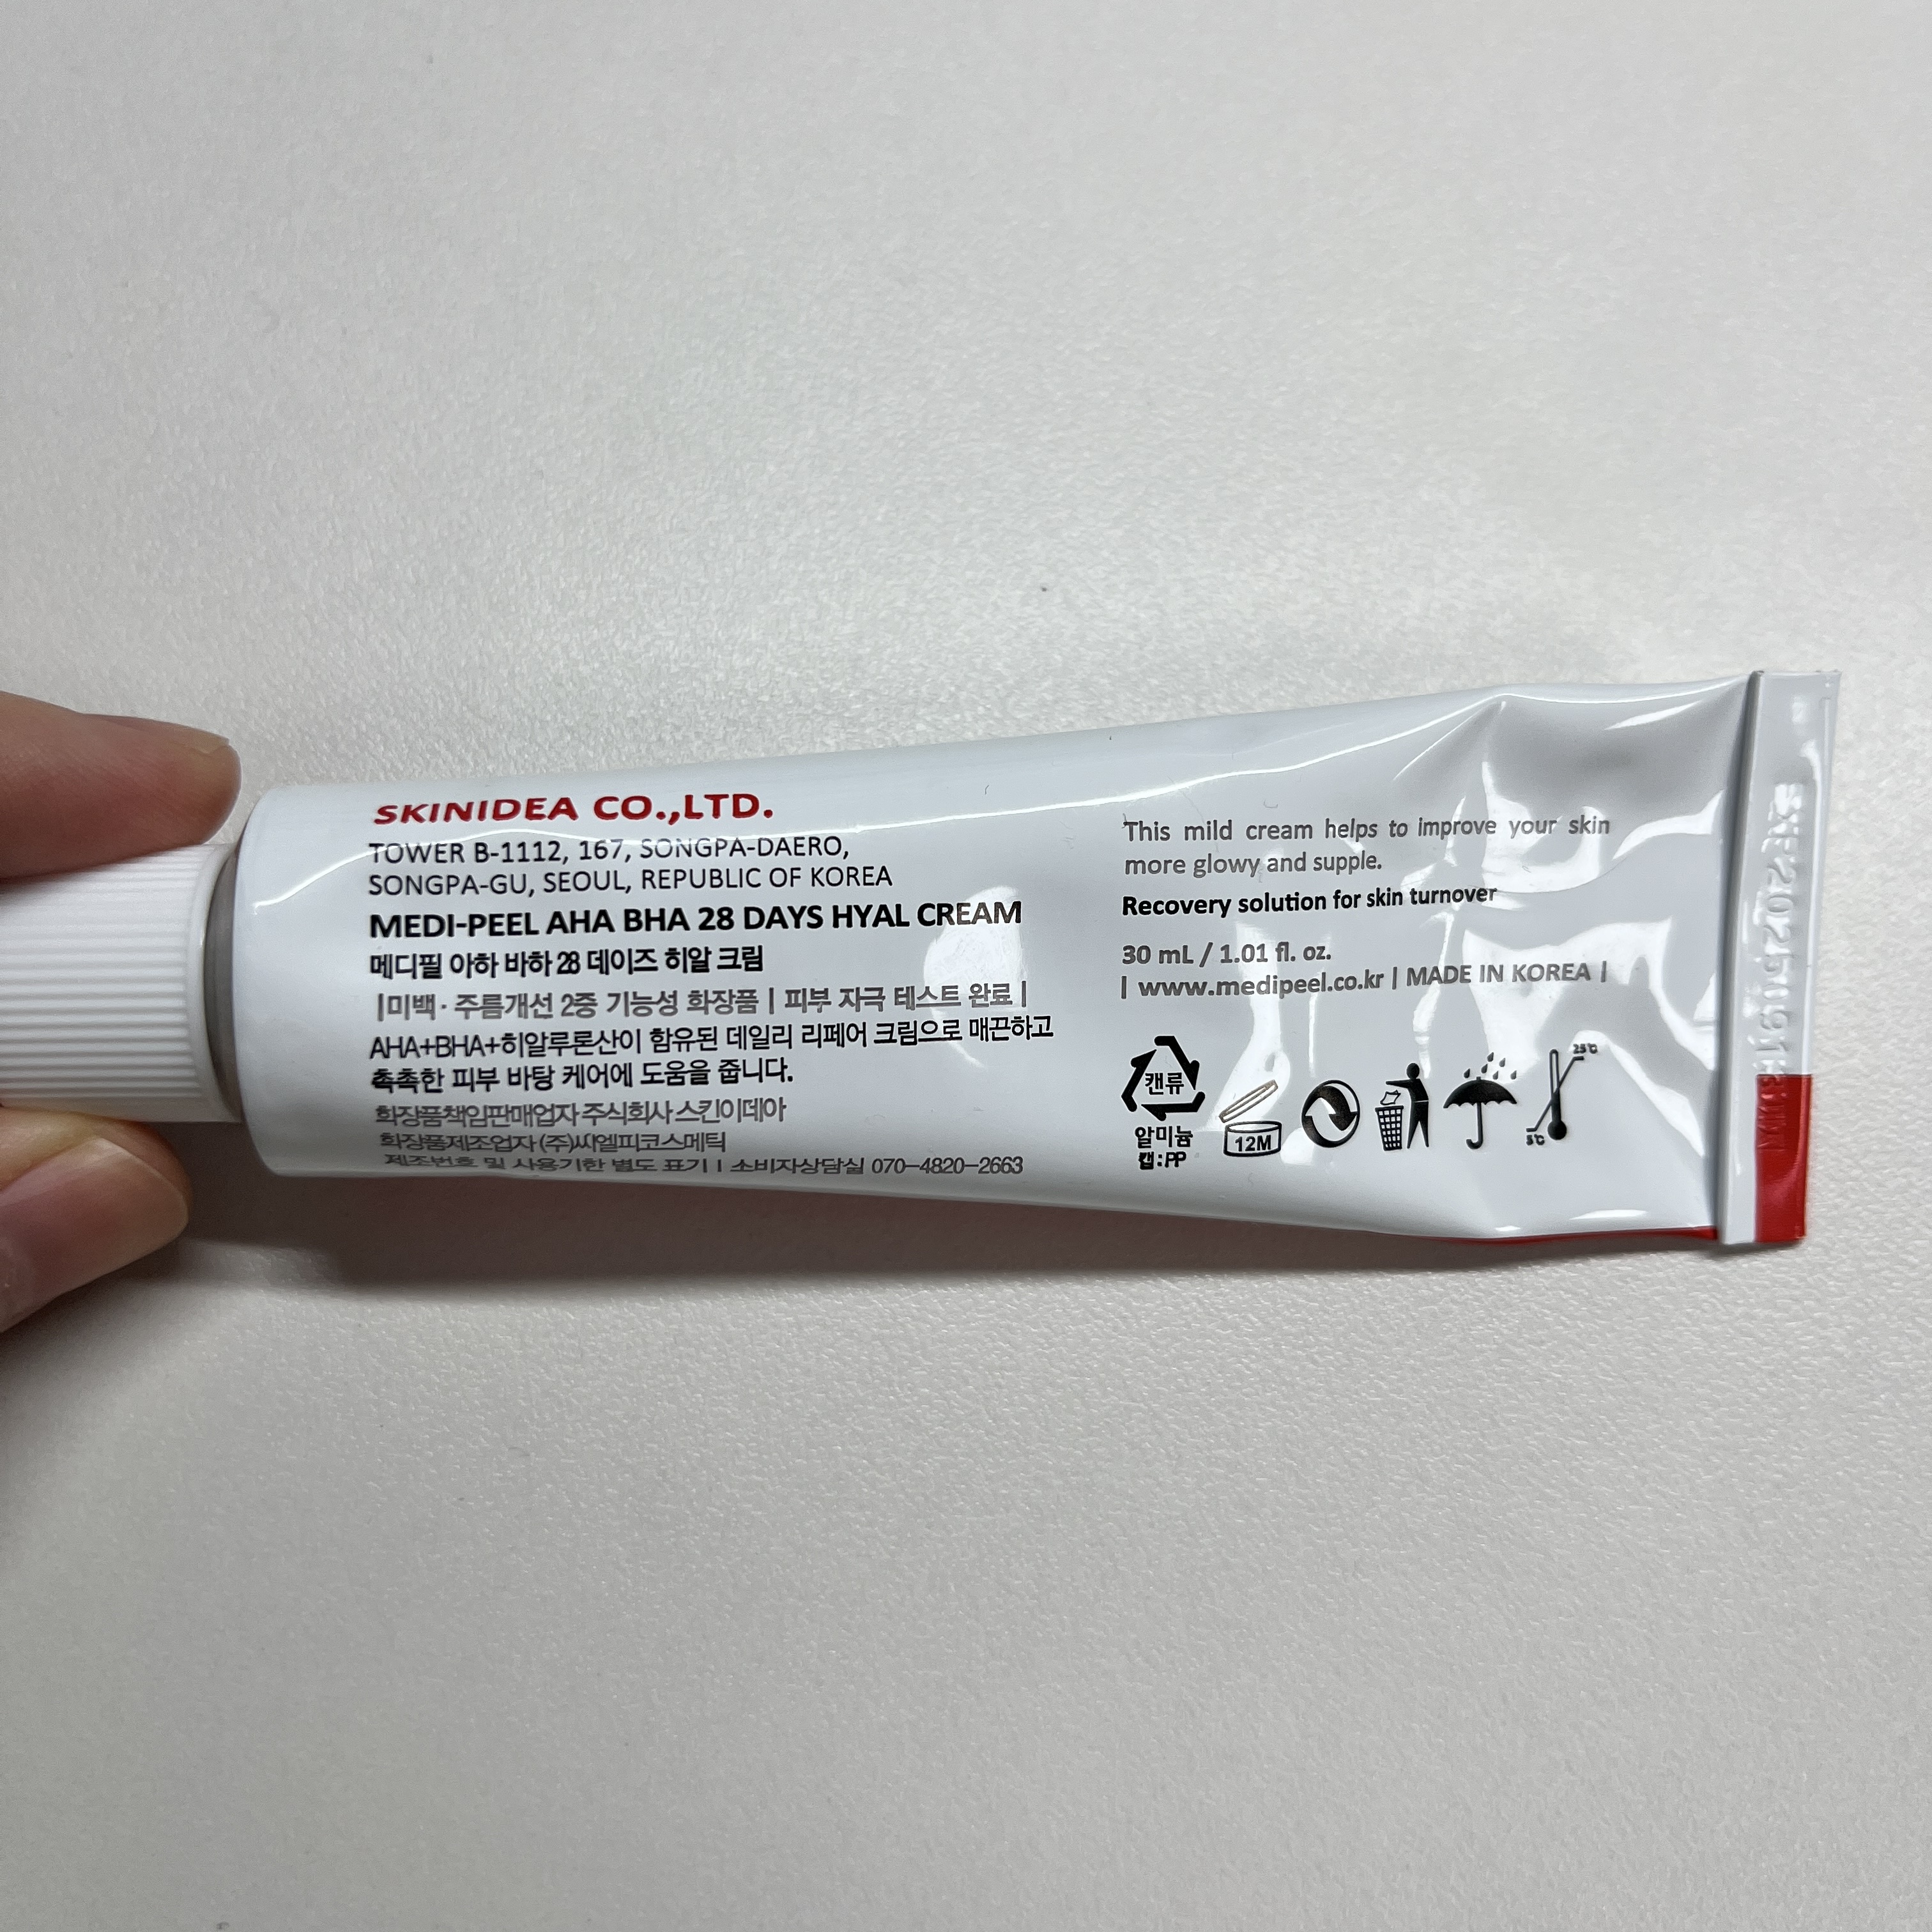 SKINIDEA CO.,LTD.
TOWER B-1112, 167, SONGPA-DAERO,
SONGPA-GU, SEOUL, REPUBLIC OF KOREA
MEDI-PEEL AHA BHA 28 DAYS HYAL CREAM
메디필 아하 바하 28 데이즈 히알 크림
|미백 · 주름개선 2중 기능성 화장품 | 피부 자극 테스트 완료 |
AHA+BHA+히알루론산이 함유된 데일리 리페어 크림으로 매끈하고
촉촉한 피부 바탕 케어에 도움을 줍니다.
화장품책임판매업자 주식회사 스킨이데아
화장품제조업자 (주)씨엘피코스메틱
제조번호 및 사용기한 별도 표기 | 소비자상담실 070-4820-2663
This mild cream helps to improve your skin
more glowy and supple.
Recovery solution for skin turnover
30 mL / 1.01 fl. oz.
| www.medipeel.co.kr | MADE IN KOREA |
캔류
알미늄
캡:PP
12M
25℃
5℃